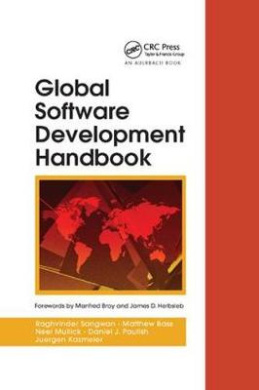 CRC Press
Taylor & Francis Group
AN AUERBACH BOOK
Global
Software
Development
Handbook
Forewords by Manfred Broy and James D. Herbsleb
Raghvinder Sangwan • Matthew Bass
Neel Mullick • Daniel J. Paulish
Juergen Kazmeier